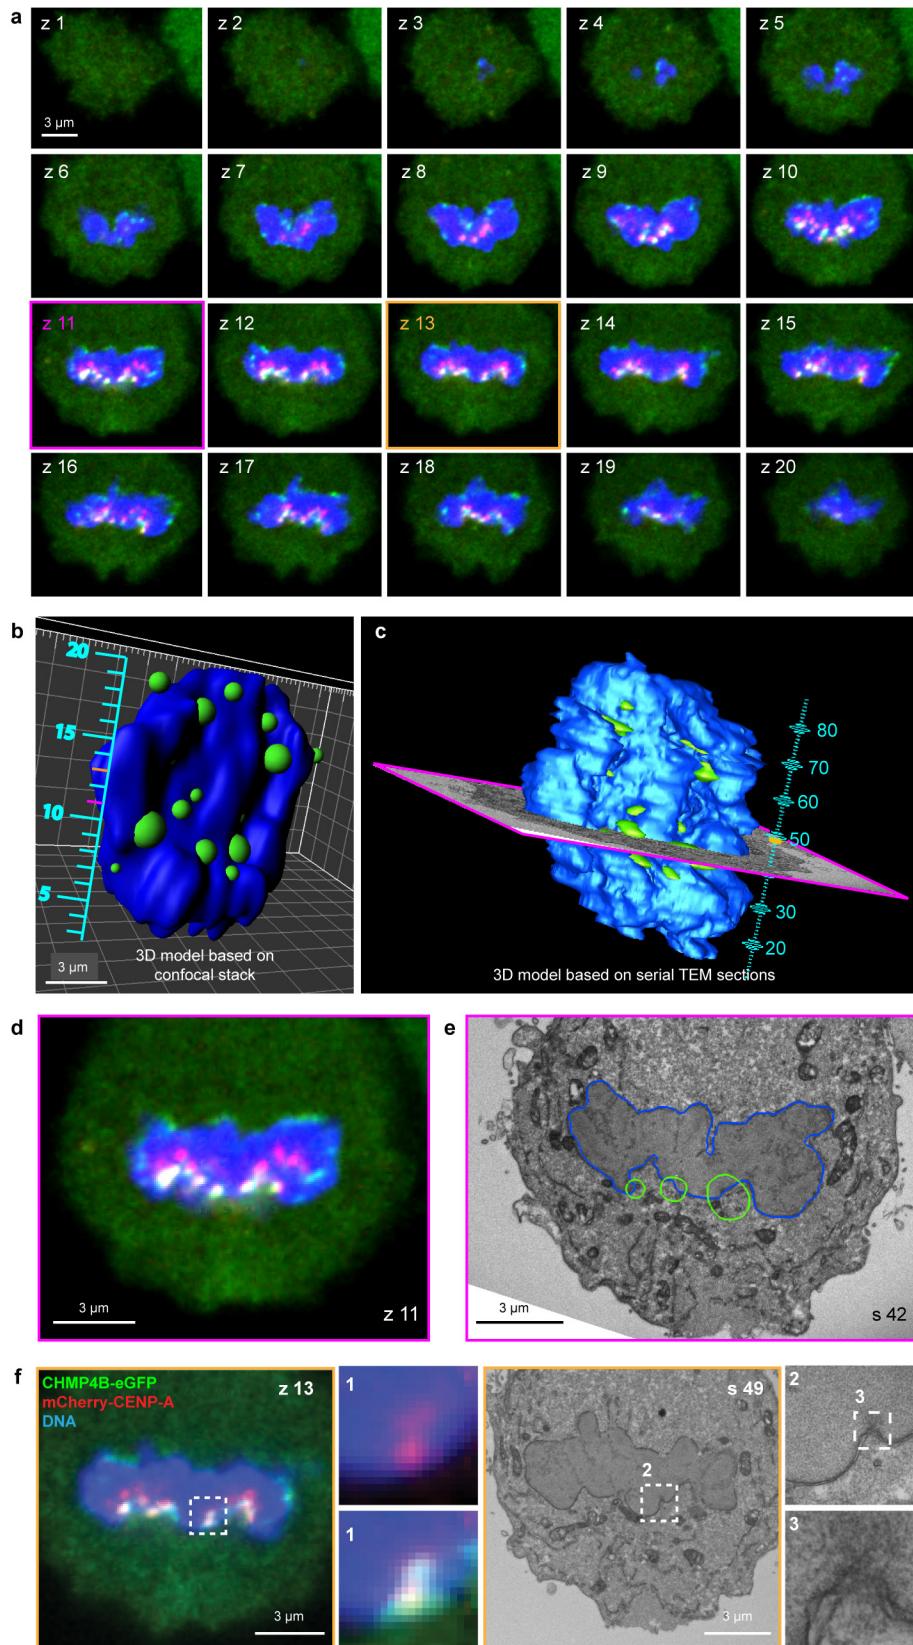 a
z 1
z 2
z 3
z 4
z 5
3 µm
z 6
z 7
z 8
z 9
z 10
z 11
z 12
z 13
z 14
z 15
z 16
z 17
z 18
z 19
z 20
b
20
15
10
5
3 µm
3D model based on
confocal stack
c
80
70
60
50
30
20
3D model based on serial TEM sections
d
3 µm
z 11
e
3 µm
s 42
f
CHMP4B-eGFP
mCherry-CENP-A
DNA
z 13
3 µm
1
1
s 49
2
3 µm
2
3
3